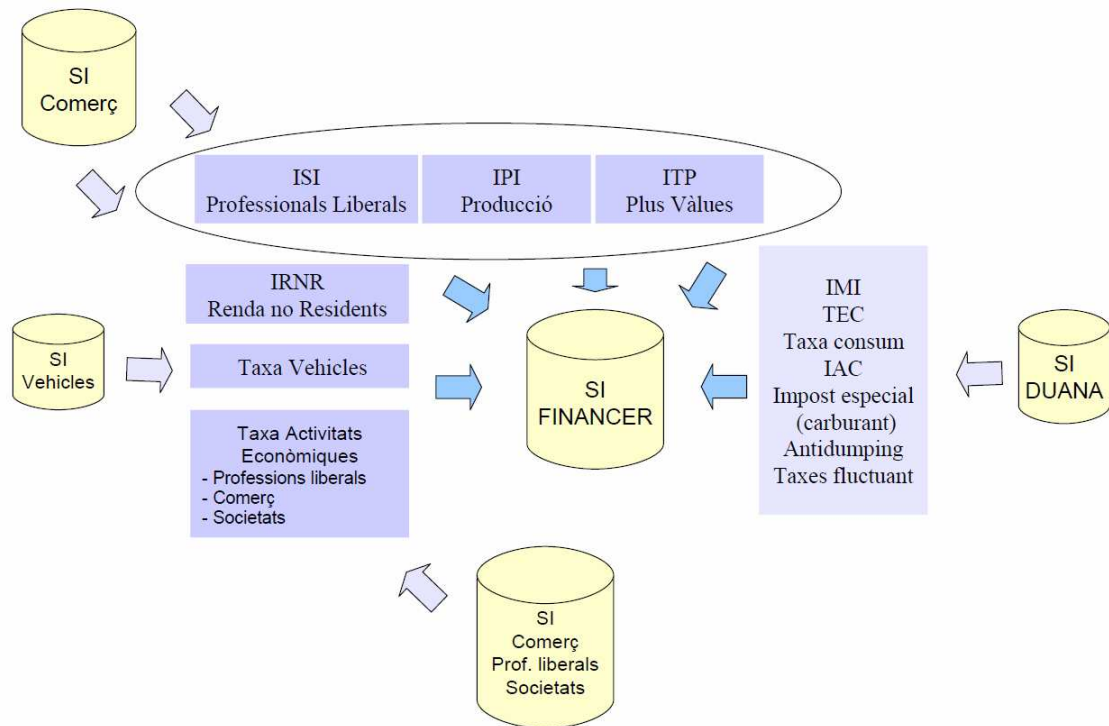 SI
Comerç
ISI
Professionals Liberals
IPI
Producció
ITP
Plus Vàlues
IRNR
Renda no Residents
SI
Vehicles
Taxa Vehicles
Taxa Activitats
Econòmiques
- Professions liberals
- Comerç
- Societats
SI
FINANCER
IMI
TEC
Taxa consum
IAC
Impost especial
(carburant)
Antidumping
Taxes fluctuant
SI
DUANA
SI
Comerç
Prof. liberals
Societats